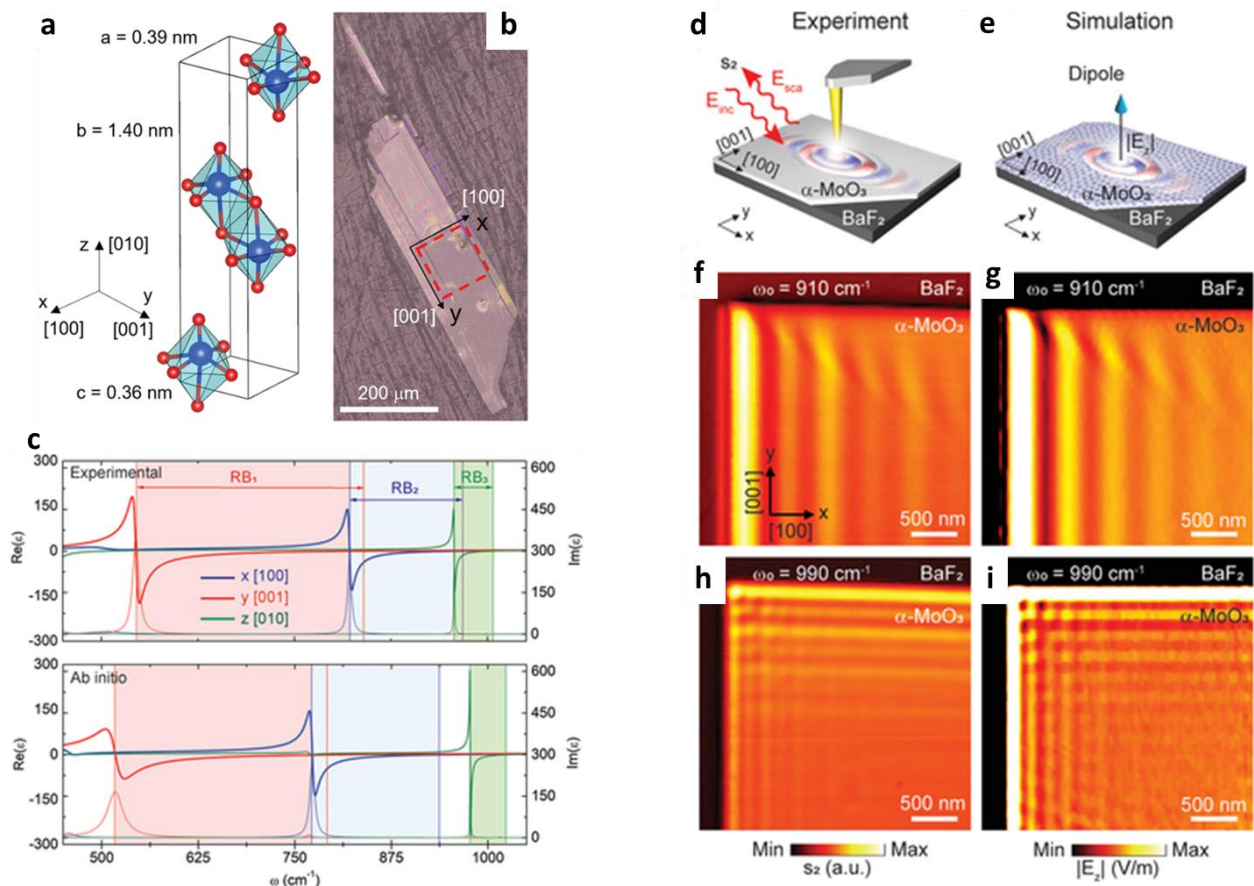 a
a = 0.39 nm
b = 1.40 nm
z [010]
x
[100]
y
[001]
c = 0.36 nm
b
[100]
x
[001]
y
200 μm
c
Experimental
RB₁
RB₂
RB₃
x [100]
y [001]
z [010]
Re(ε)
300
150
0
-150
-300
Im(ε)
600
450
300
150
0
Ab initio
Re(ε)
300
150
0
-150
-300
Im(ε)
600
450
300
150
0
500
625
750
875
1000
ω (cm⁻¹)
d
Experiment
s₂
E_sca
E_inc
[001]
[100]
α-MoO₃
BaF₂
y
x
e
Simulation
Dipole
|E_z|
[001]
[100]
α-MoO₃
BaF₂
y
x
f
ω₀ = 910 cm⁻¹
BaF₂
α-MoO₃
y
[001]
x
[100]
500 nm
g
ω₀ = 910 cm⁻¹
BaF₂
α-MoO₃
500 nm
h
ω₀ = 990 cm⁻¹
BaF₂
α-MoO₃
500 nm
i
ω₀ = 990 cm⁻¹
BaF₂
α-MoO₃
500 nm
Min
Max
s₂ (a.u.)
Min
Max
|E_z| (V/m)